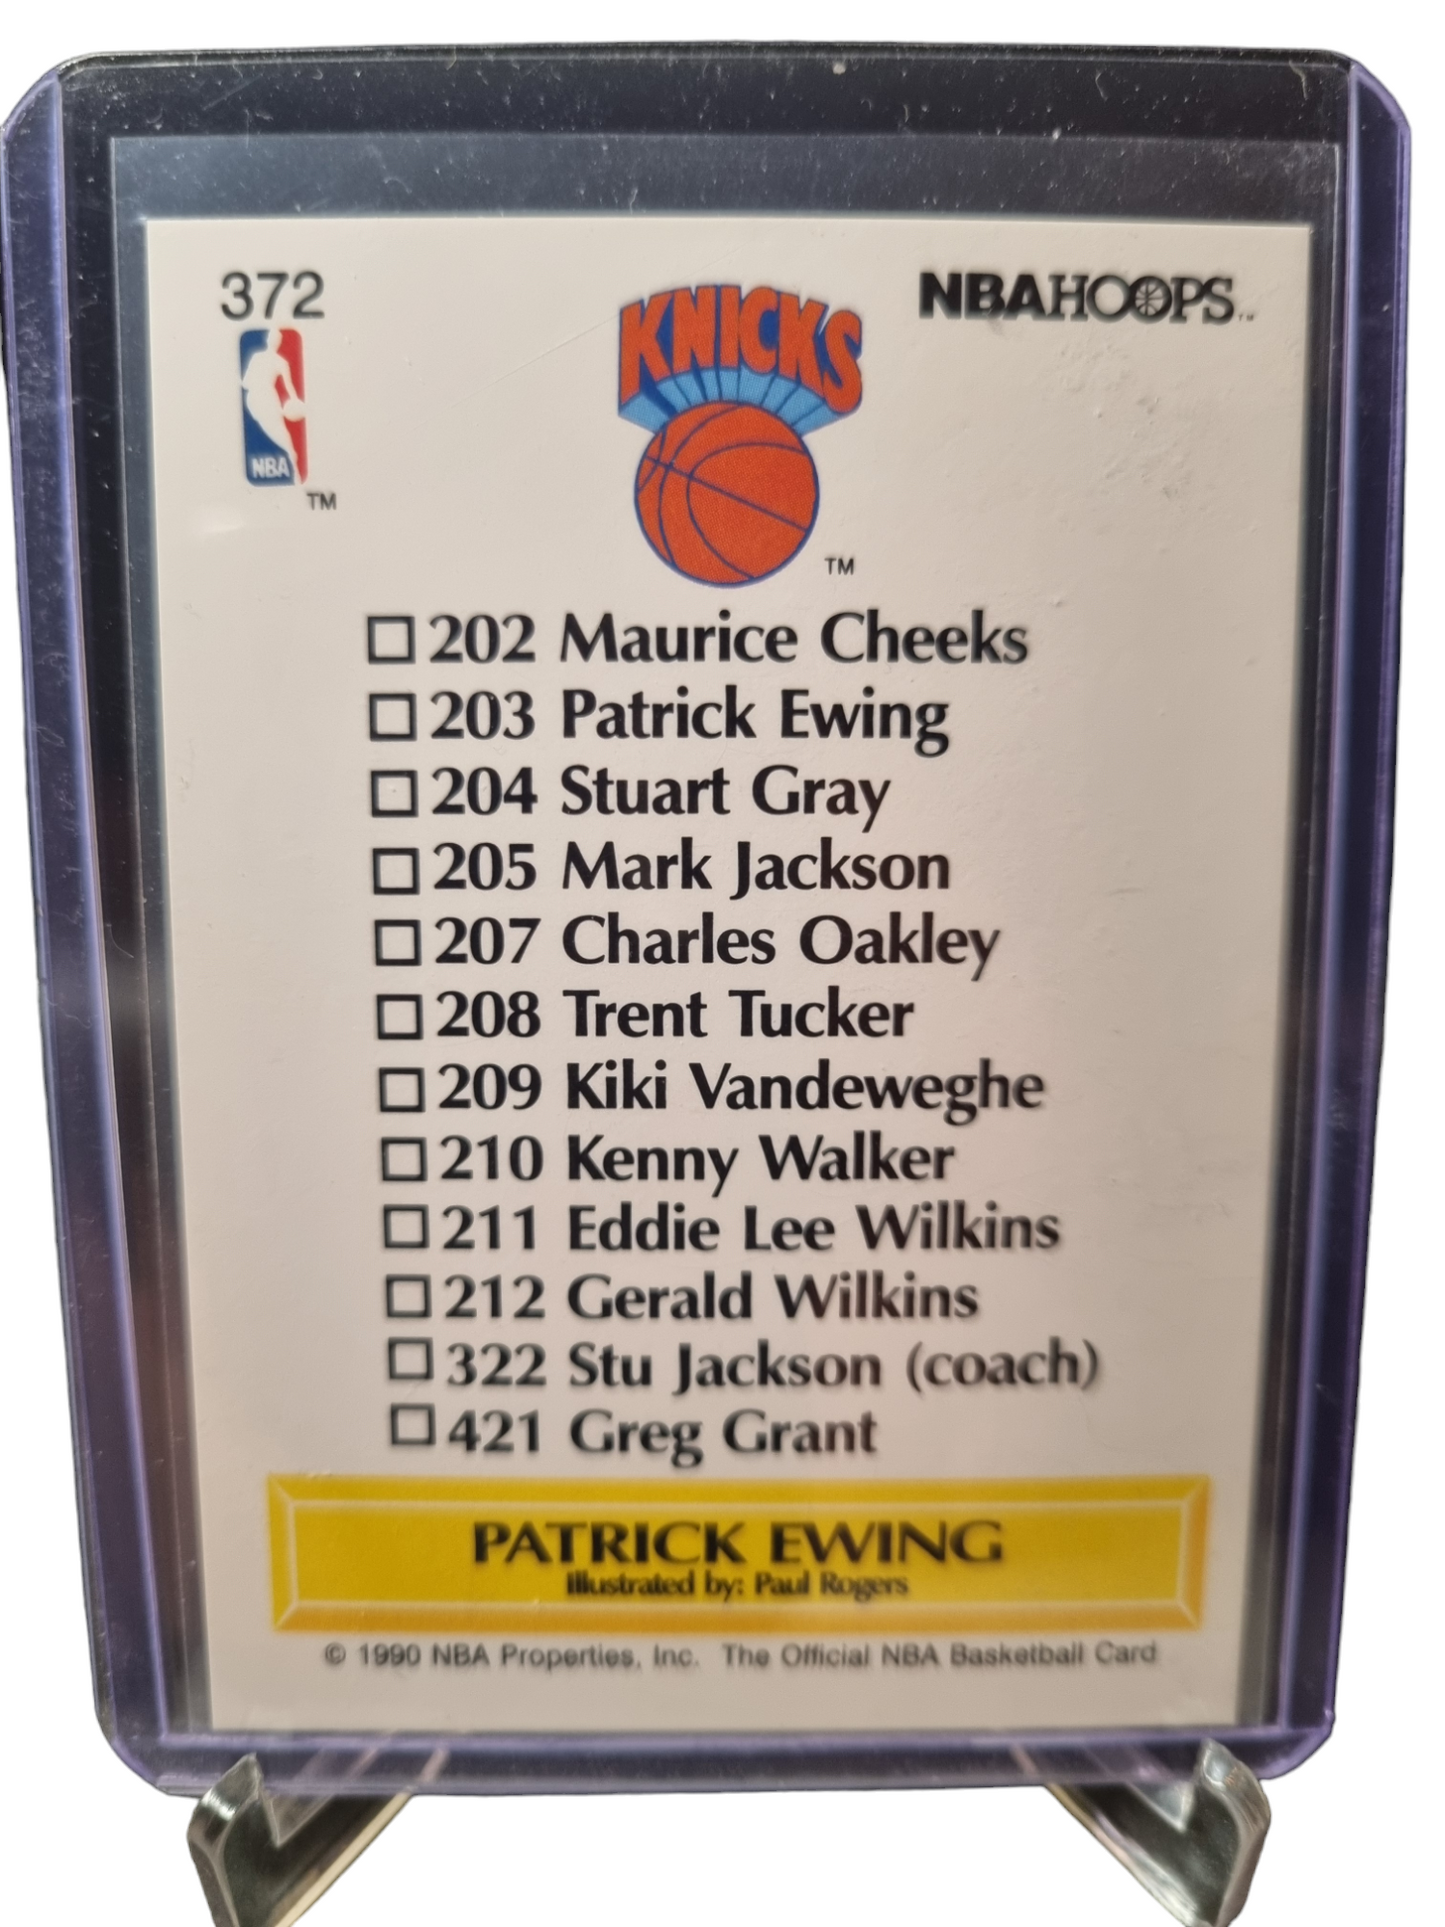 372
NBAHOOPS™
KNICKS
NBA
TM
TM
202 Maurice Cheeks
203 Patrick Ewing
204 Stuart Gray
205 Mark Jackson
207 Charles Oakley
208 Trent Tucker
209 Kiki Vandeweghe
210 Kenny Walker
211 Eddie Lee Wilkins
212 Gerald Wilkins
322 Stu Jackson (coach)
421 Greg Grant
PATRICK EWING
Illustrated by: Paul Rogers
© 1990 NBA Properties, Inc. The Official NBA Basketball Card